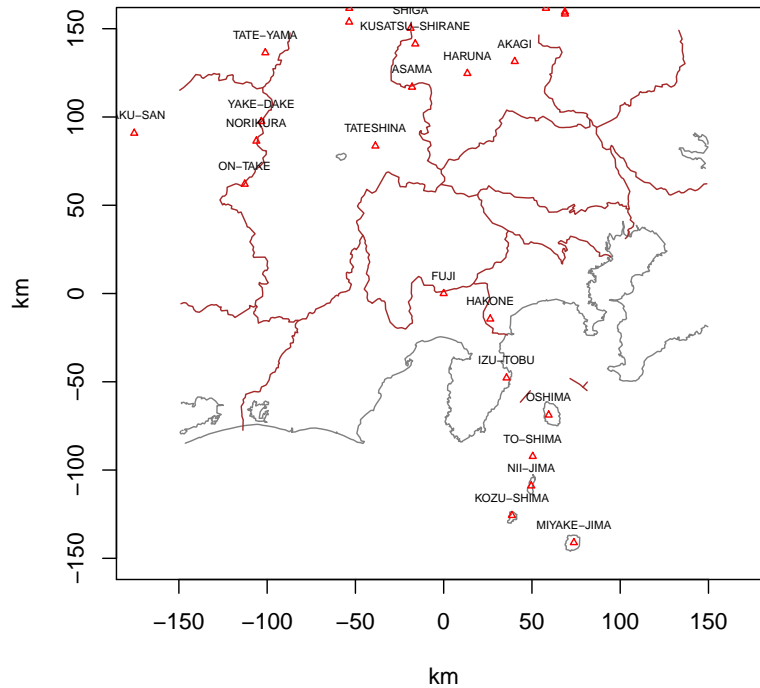 SHIGA
KUSATSU−SHIRANE
TATE−YAMA
AKAGI
HARUNA
ASAMA
YAKE−DAKE
AKU−SAN
NORIKURA
TATESHINA
ON−TAKE
FUJI
HAKONE
IZU−TOBU
OSHIMA
TO−SHIMA
NII−JIMA
KOZU−SHIMA
MIYAKE−JIMA
150
100
50
0
−50
−100
−150
km
−150
−100
−50
0
50
100
150
km